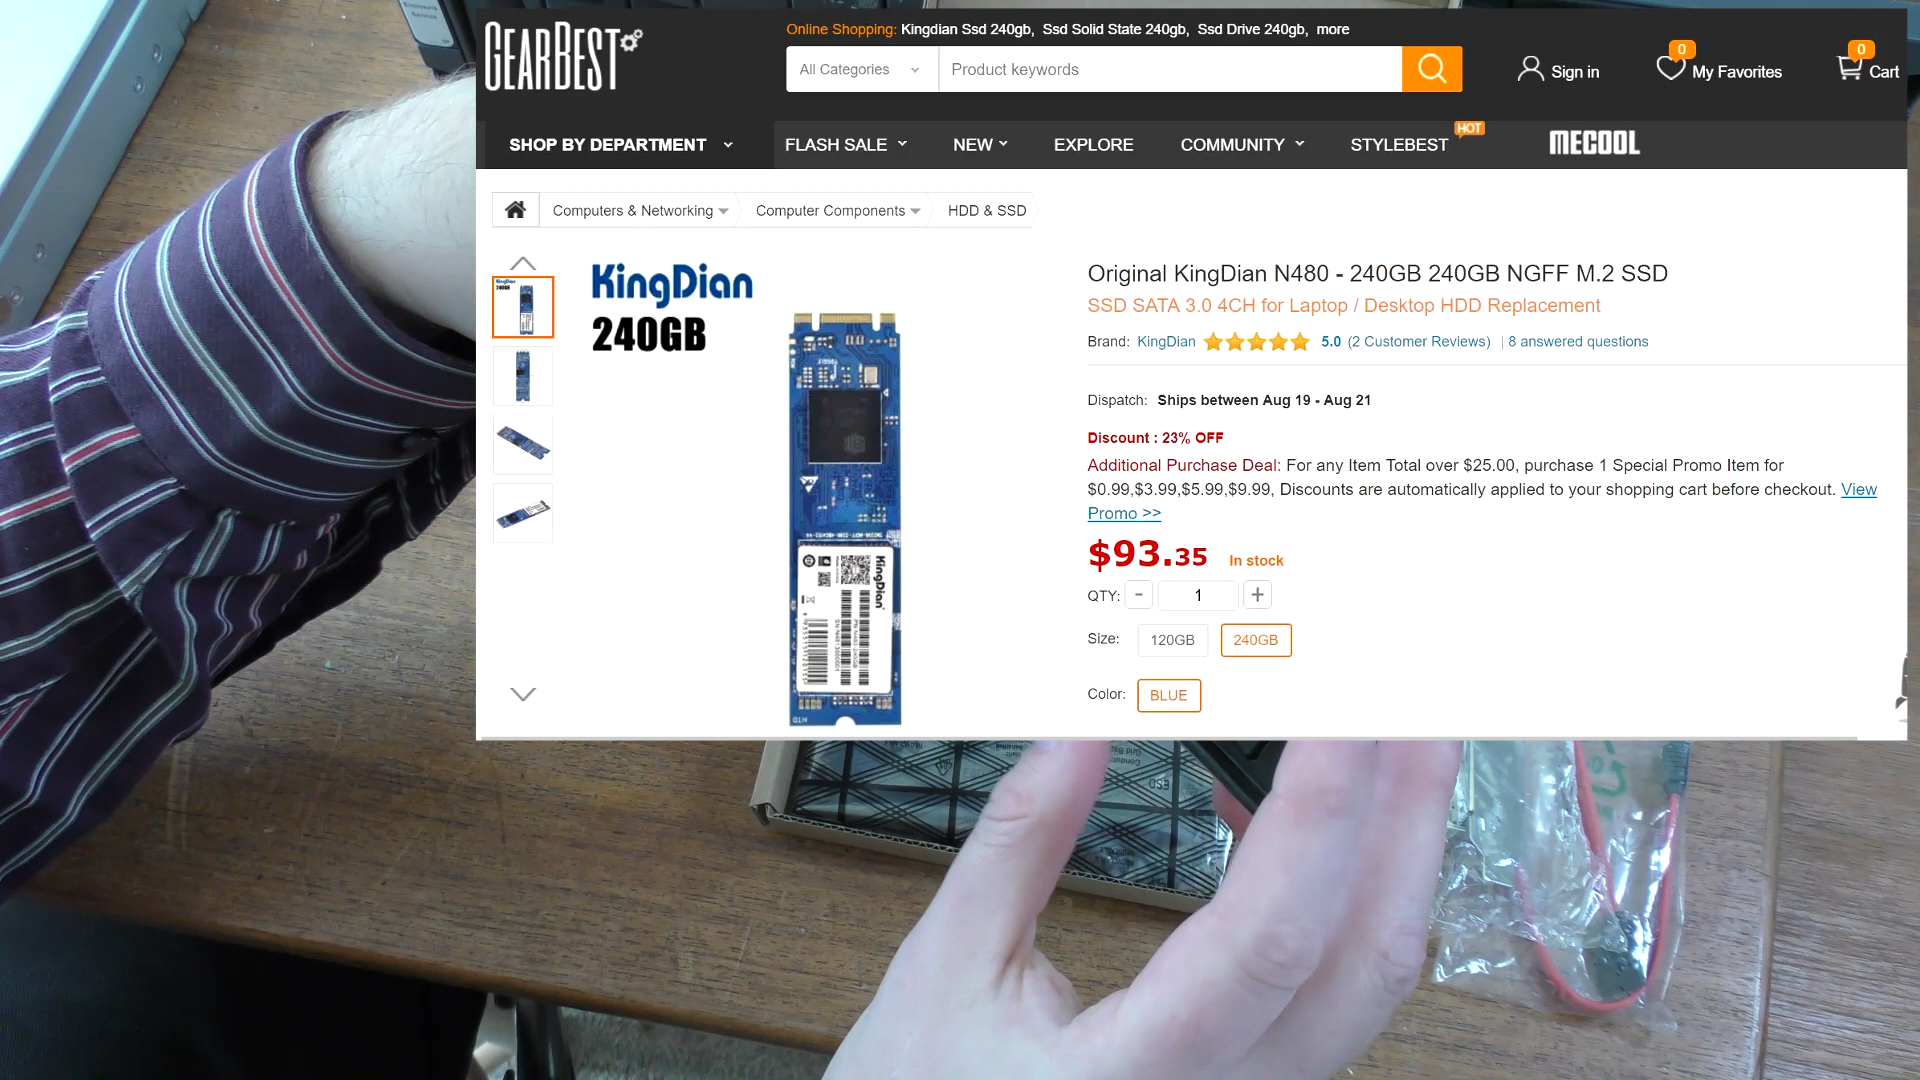 GEARBEST
Online Shopping: Kingdian Ssd 240gb, Ssd Solid State 240gb, Ssd Drive 240gb, more
All Categories
Product keywords
Sign in
0
My Favorites
0
Cart
SHOP BY DEPARTMENT
FLASH SALE
NEW
EXPLORE
COMMUNITY
STYLEBEST
HOT
MECOOL
Computers & Networking
Computer Components
HDD & SSD
KingDian
240GB
KingDian
240GB
KingDian
Original KingDian N480 - 240GB 240GB NGFF M.2 SSD
SSD SATA 3.0 4CH for Laptop / Desktop HDD Replacement
Brand: KingDian 5.0 (2 Customer Reviews) | 8 answered questions
Dispatch: Ships between Aug 19 - Aug 21
Discount : 23% OFF
Additional Purchase Deal: For any Item Total over $25.00, purchase 1 Special Promo Item for
$0.99,$3.99,$5.99,$9.99, Discounts are automatically applied to your shopping cart before checkout. View
Promo >>
$93.35 In stock
QTY: - 1 +
Size: 120GB 240GB
Color: BLUE
ESD